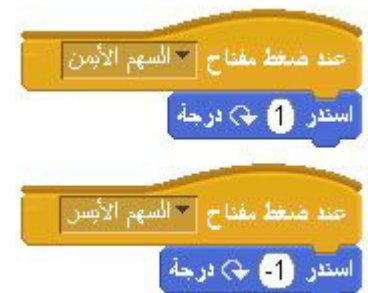 عند ضغط مفتاح السهم الأيمن
استدر 1 درجة
عند ضغط مفتاح السهم الأيسر
استدر -1 درجة